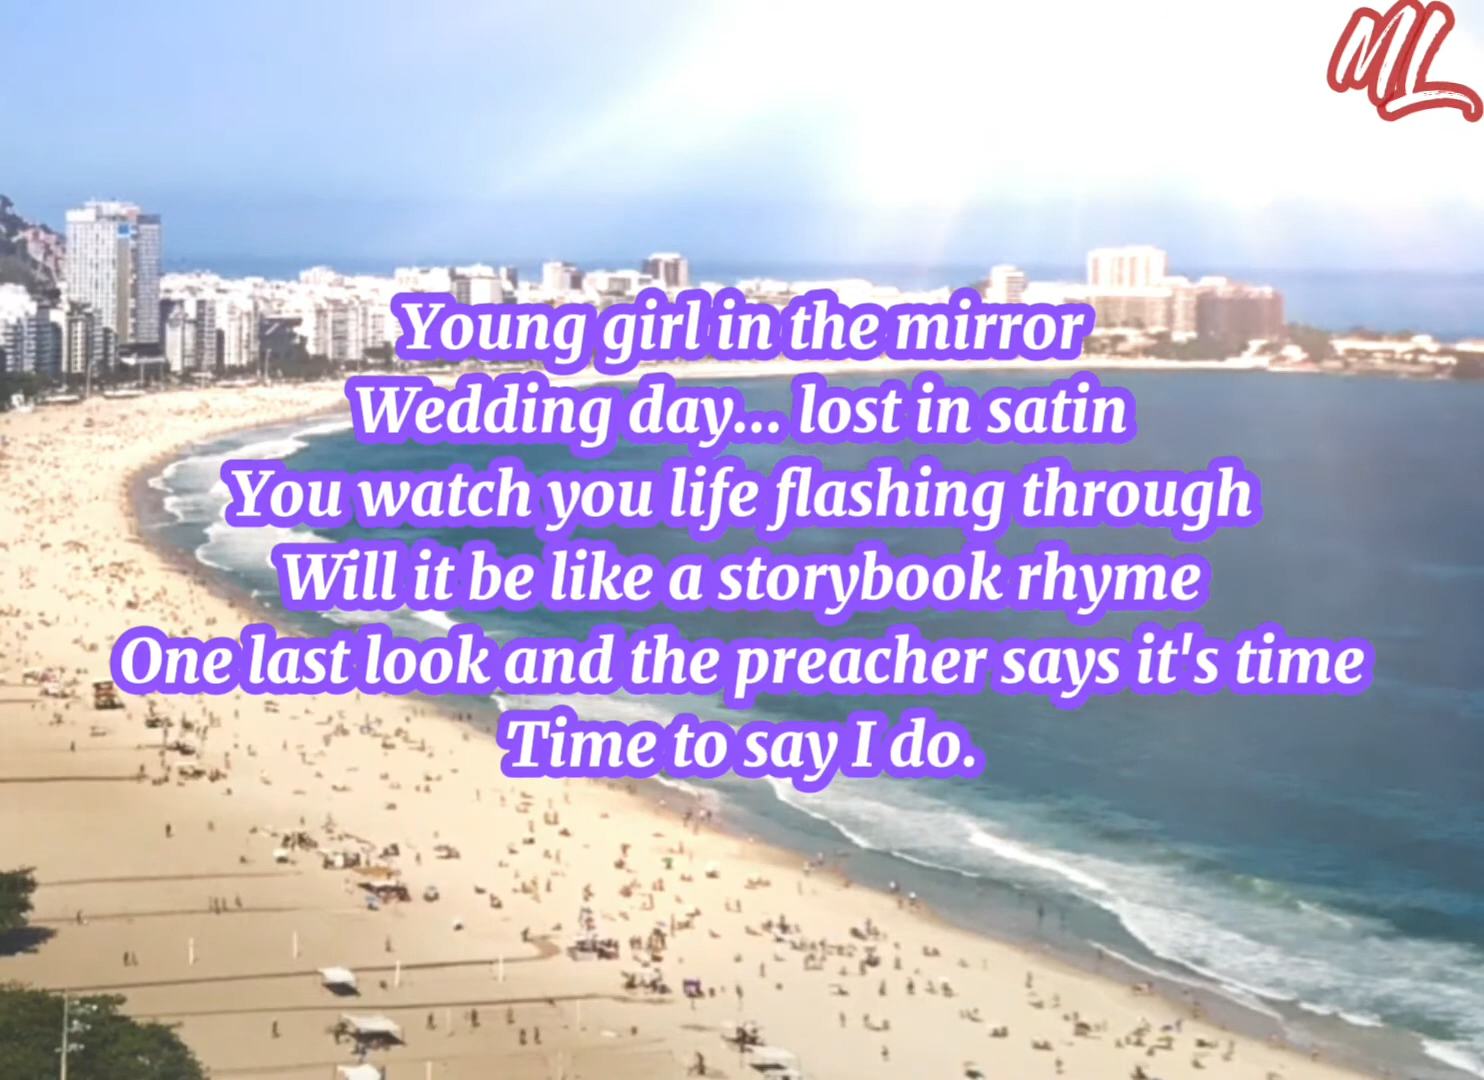 ML
Young girl in the mirror
Wedding day... lost in satin
You watch you life flashing through
Will it be like a storybook rhyme
One last look and the preacher says it's time
Time to say I do.